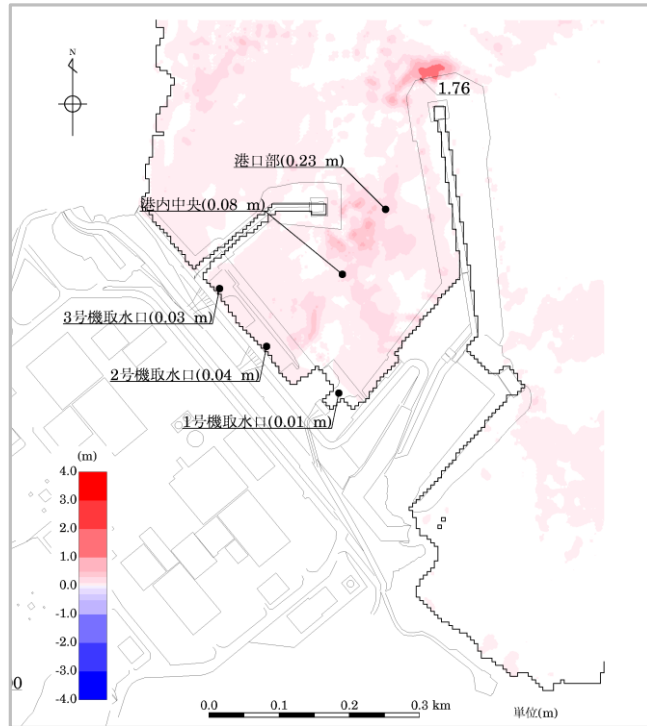 N
1.76
港口部(0.23 m)
港内中央(0.08 m)
3号機取水口(0.03 m)
2号機取水口(0.04 m)
1号機取水口(0.01 m)
(m)
4.0
3.0
2.0
1.0
0.0
-1.0
-2.0
-3.0
-4.0
0.0 0.1 0.2 0.3 km
単位(m)